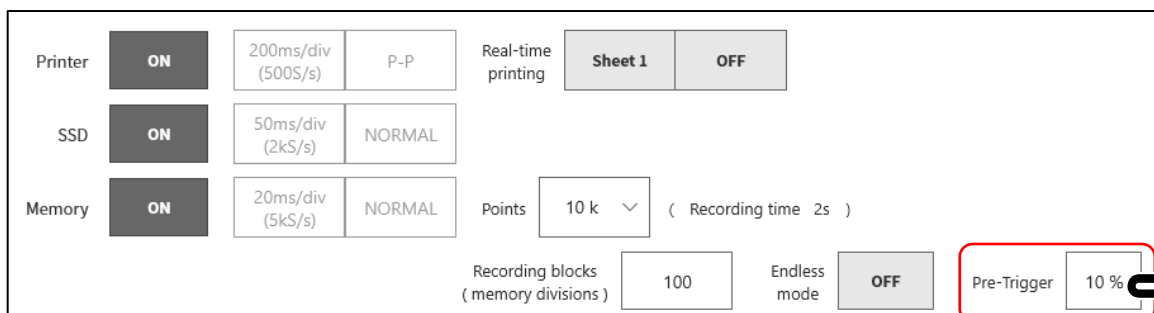 Printer ON 200ms/div (500S/s) P-P Real-time printing Sheet 1 OFF
SSD ON 50ms/div (2kS/s) NORMAL
Memory ON 20ms/div (5kS/s) NORMAL Points 10 k ( Recording time 2s )
Recording blocks ( memory divisions ) 100 Endless mode OFF Pre-Trigger 10 %